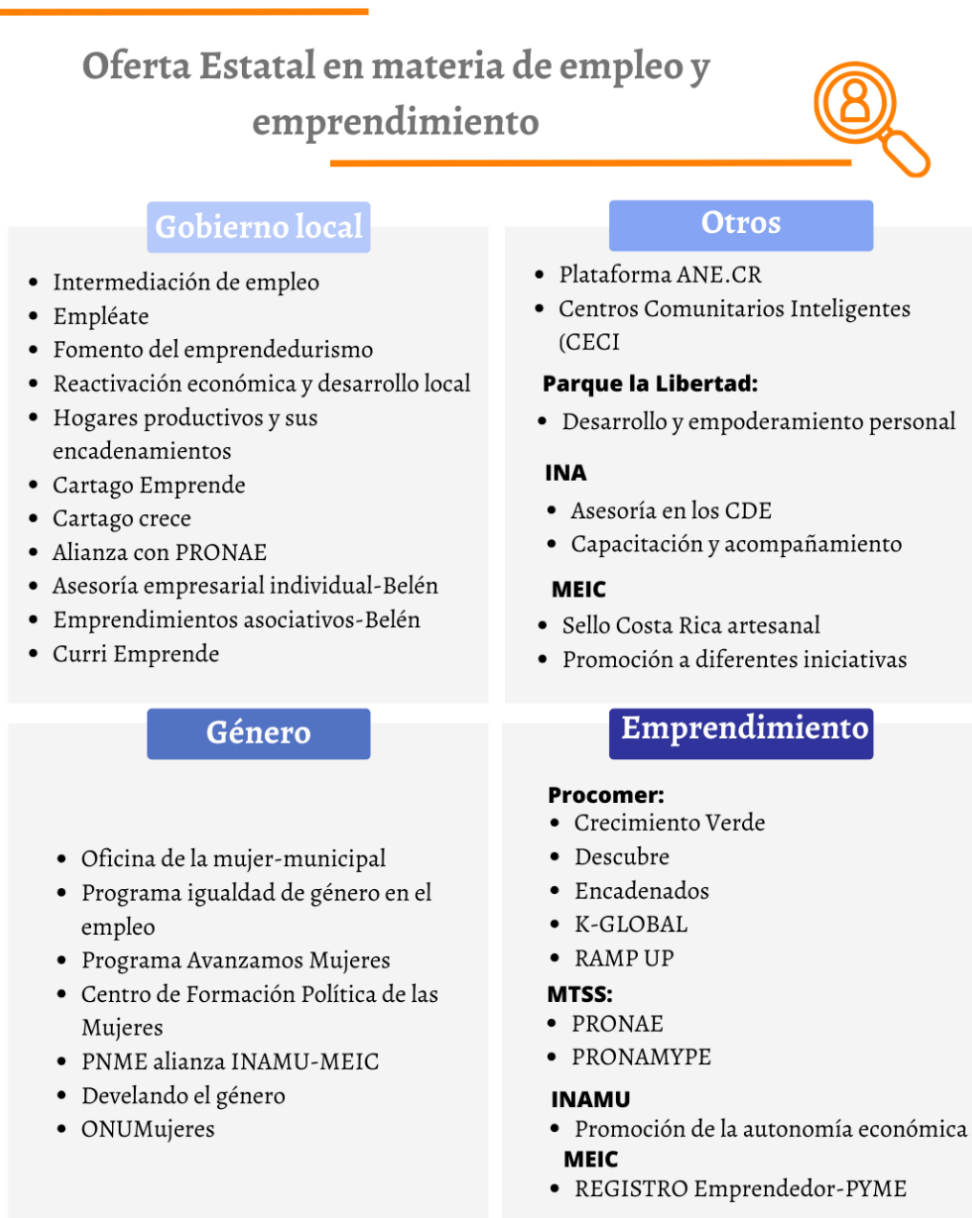 Oferta Estatal en materia de empleo y
emprendimiento
Gobierno local
• Intermediación de empleo
• Empléate
• Fomento del emprendedurismo
• Reactivación económica y desarrollo local
• Hogares productivos y sus
encadenamientos
• Cartago Emprende
• Cartago crece
• Alianza con PRONAE
• Asesoría empresarial individual-Belén
• Emprendimientos asociativos-Belén
• Curri Emprende
Otros
• Plataforma ANE.CR
• Centros Comunitarios Inteligentes
(CECI
Parque la Libertad:
• Desarrollo y empoderamiento personal
INA
• Asesoría en los CDE
• Capacitación y acompañamiento
MEIC
• Sello Costa Rica artesanal
• Promoción a diferentes iniciativas
Género
• Oficina de la mujer-municipal
• Programa igualdad de género en el
empleo
• Programa Avanzamos Mujeres
• Centro de Formación Política de las
Mujeres
• PNME alianza INAMU-MEIC
• Develando el género
• ONUMujeres
Emprendimiento
Procomer:
• Crecimiento Verde
• Descubre
• Encadenados
• K-GLOBAL
• RAMP UP
MTSS:
• PRONAE
• PRONAMYPE
INAMU
• Promoción de la autonomía económica
MEIC
• REGISTRO Emprendedor-PYME